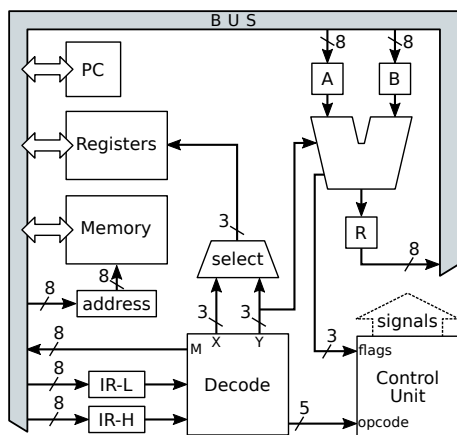 BUS
8
8
PC
A
B
Registers
Memory
3
R
8
select
8
8
address
3
3
signals
8
M
X
Y
3
flags
8
IR-L
Decode
Control
Unit
8
IR-H
5
opcode